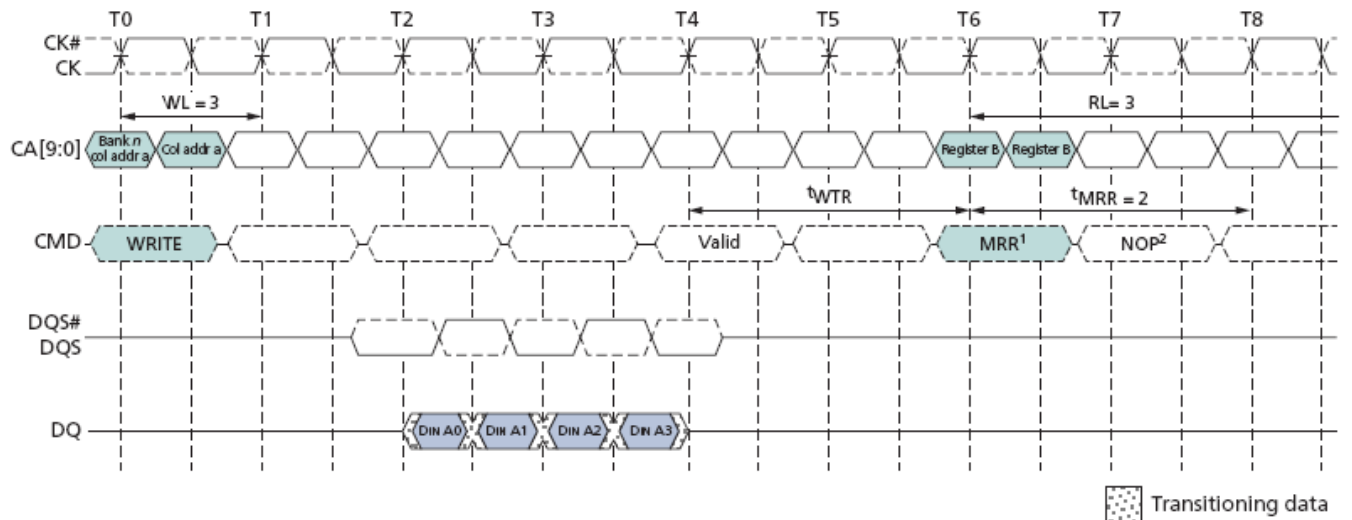 T0 T1 T2 T3 T4 T5 T6 T7 T8
CK#
CK
WL = 3
RL= 3
CA[9:0]
Bank n
col addr a
Col addr a
Register B
Register B
tWTR
tMRR = 2
CMD
WRITE
Valid
MRR1
NOP2
DQS#
DQS
DQ
DIN A0
DIN A1
DIN A2
DIN A3
Transitioning data